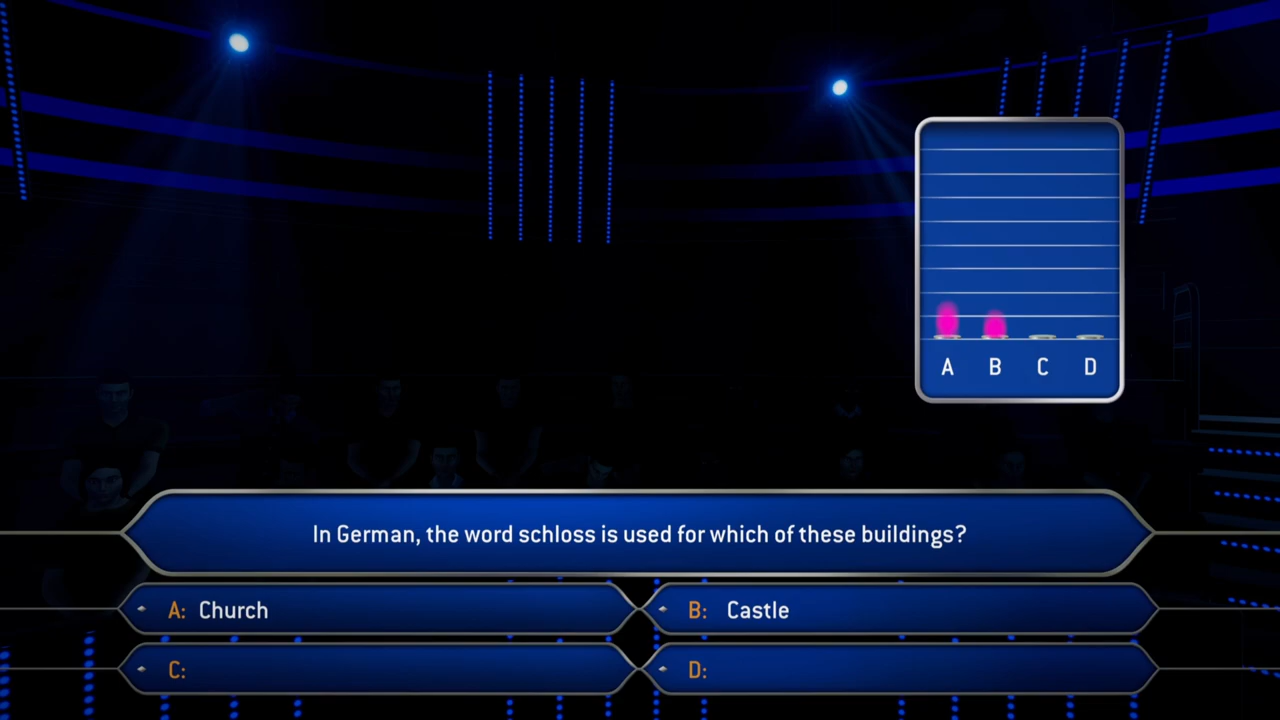 A B C D
In German, the word schloss is used for which of these buildings?
A: Church
B: Castle
C:
D: